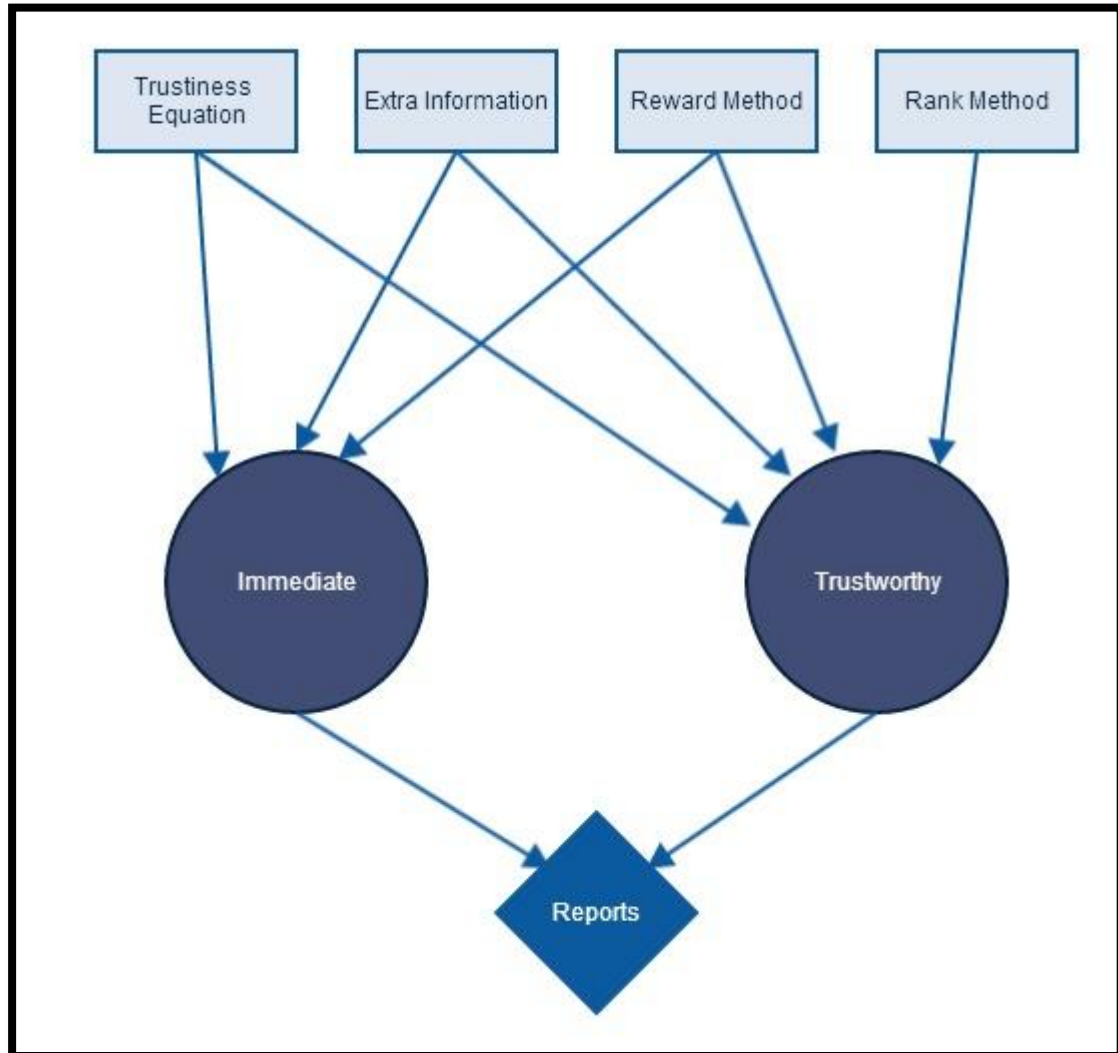 Trustiness
Equation
Extra Information
Reward Method
Rank Method
Immediate
Trustworthy
Reports